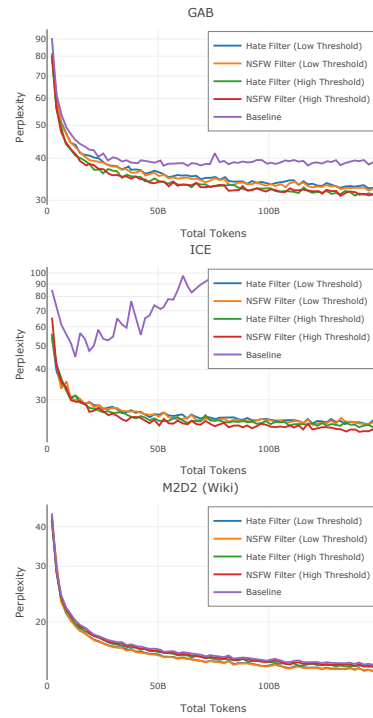 GAB
90
80
70
60
50
40
30
Perplexity
Hate Filter (Low Threshold)
NSFW Filter (Low Threshold)
Hate Filter (High Threshold)
NSFW Filter (High Threshold)
Baseline
0
50B
100B
Total Tokens
ICE
100
90
80
70
60
50
40
30
Perplexity
Hate Filter (Low Threshold)
NSFW Filter (Low Threshold)
Hate Filter (High Threshold)
NSFW Filter (High Threshold)
Baseline
0
50B
100B
Total Tokens
M2D2 (Wiki)
40
30
20
Perplexity
Hate Filter (Low Threshold)
NSFW Filter (Low Threshold)
Hate Filter (High Threshold)
NSFW Filter (High Threshold)
Baseline
0
50B
100B
Total Tokens